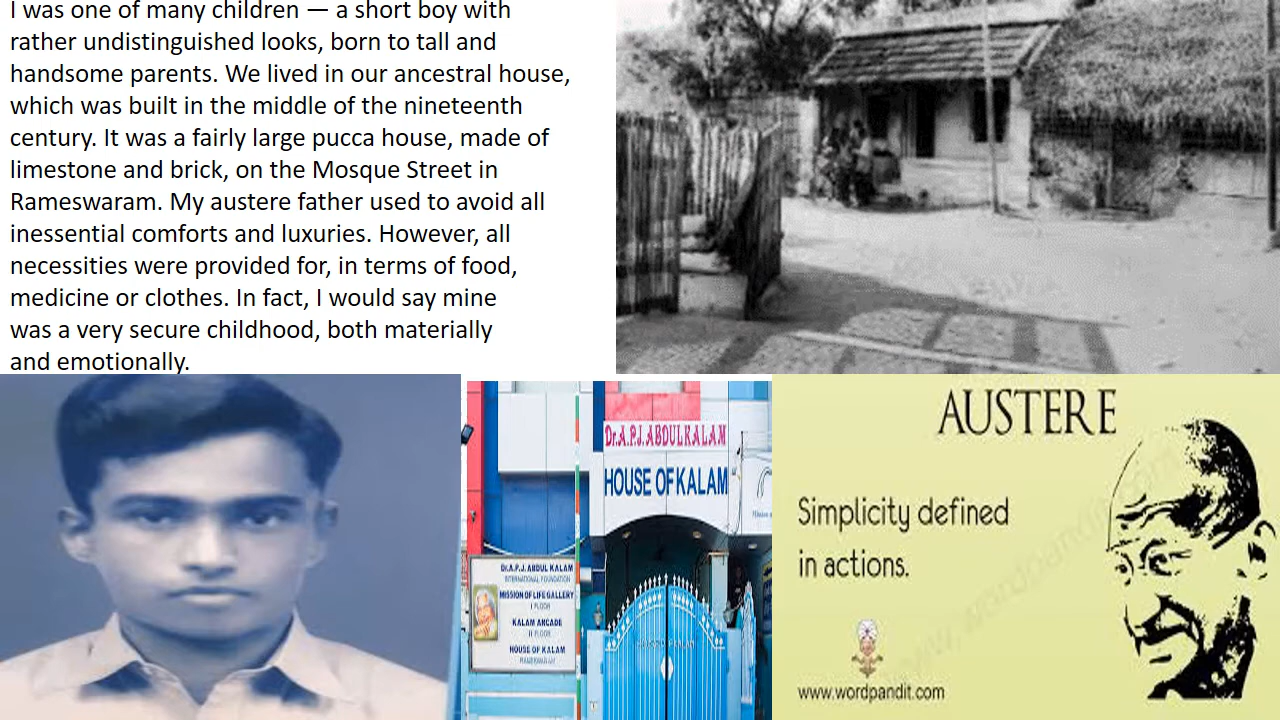 I was one of many children — a short boy with
rather undistinguished looks, born to tall and
handsome parents. We lived in our ancestral house,
which was built in the middle of the nineteenth
century. It was a fairly large pucca house, made of
limestone and brick, on the Mosque Street in
Rameswaram. My austere father used to avoid all
inessential comforts and luxuries. However, all
necessities were provided for, in terms of food,
medicine or clothes. In fact, I would say mine
was a very secure childhood, both materially
and emotionally.
Dr.A.P.J.ABDUL KALAM
HOUSE OF KALAM
Dr.A.P.J. ABDUL KALAM
INTERNATIONAL FOUNDATION
MISSION OF LIFE GALLERY
I FLOOR
KALAM ARCADE
II FLOOR
HOUSE OF KALAM
RAMESWARAM
AUSTERE
Simplicity defined
in actions.
www.wordpandit.com